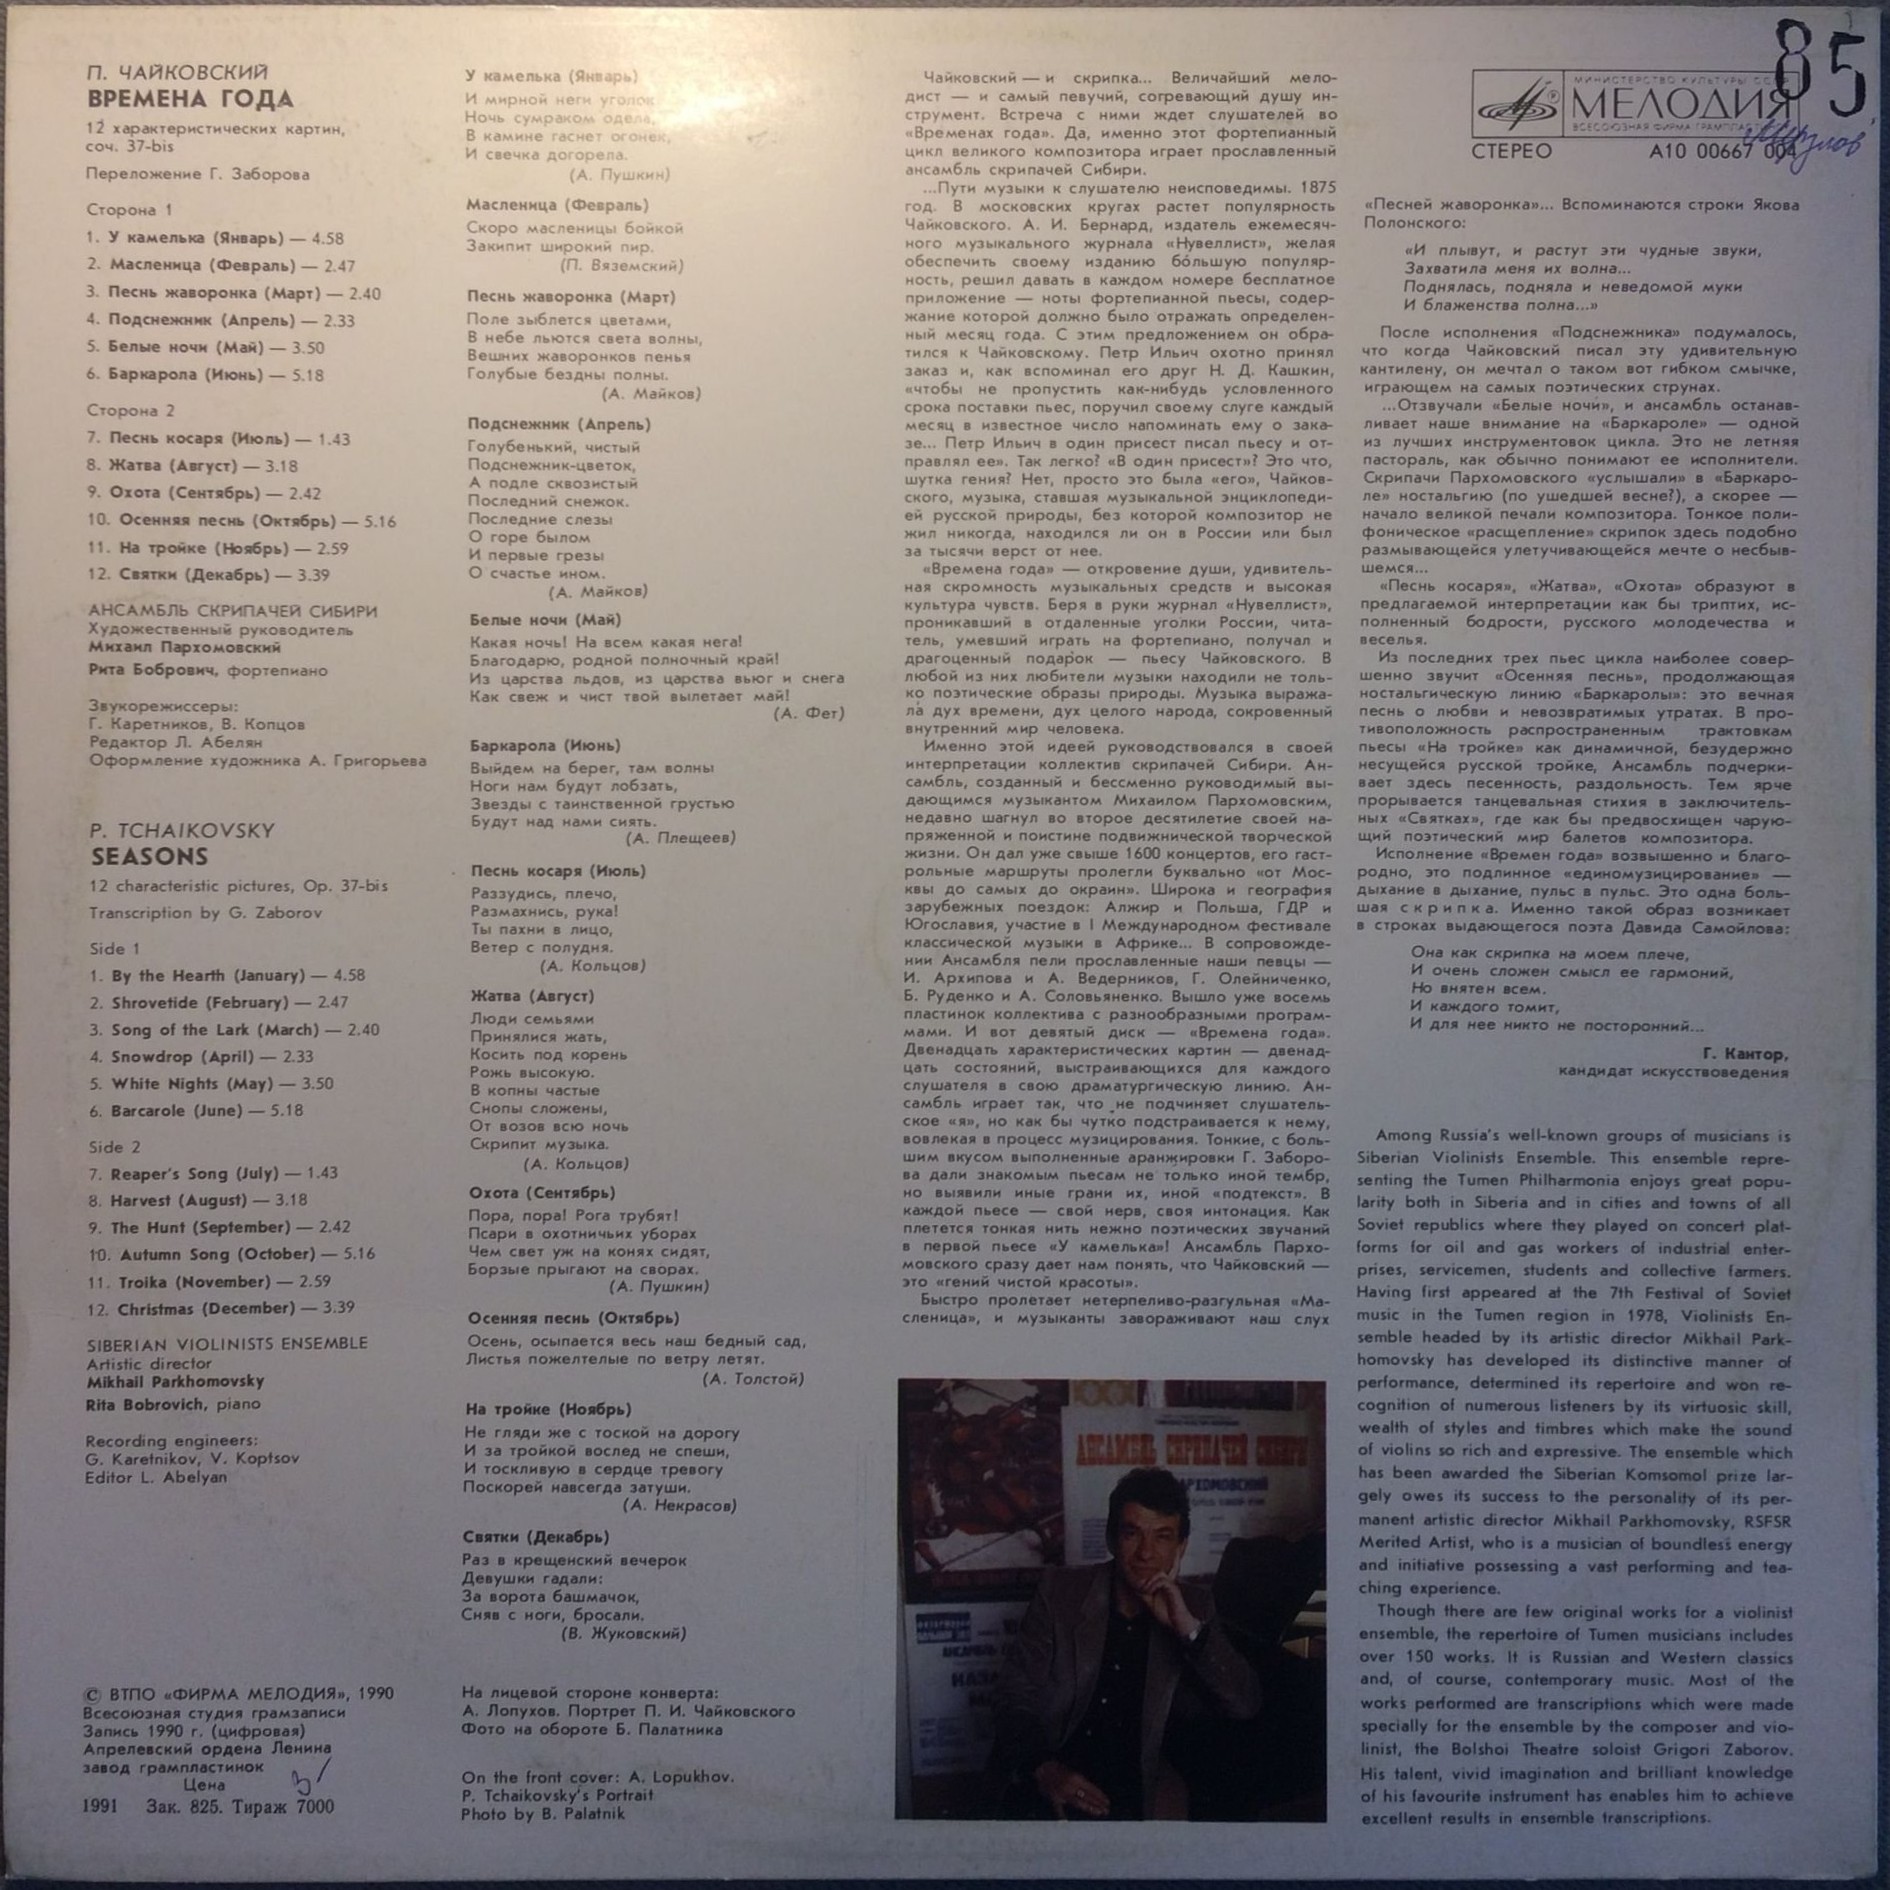 П. ЧАЙКОВСКИЙ
ВРЕМЕНА ГОДА
12 характеристических картин,
соч. 37-bis
Переложение Г. Заборова
Сторона 1
1. У камелька (Январь) — 4.58
2. Масленица (Февраль) — 2.47
3. Песнь жаворонка (Март) — 2.40
4. Подснежник (Апрель) — 2.33
5. Белые ночи (Май) — 3.50
6. Баркарола (Июнь) — 5.18
Сторона 2
7. Песнь косаря (Июль) — 1.43
8. Жатва (Август) — 3.18
9. Охота (Сентябрь) — 2.42
10. Осенняя песнь (Октябрь) — 5.16
11. На тройке (Ноябрь) — 2.59
12. Святки (Декабрь) — 3.39
АНСАМБЛЬ СКРИПАЧЕЙ СИБИРИ
Художественный руководитель
Михаил Пархомовский
Рита Бобрович, фортепиано
Звукорежиссеры:
Г. Каретников, В. Копцов
Редактор Л. Абелян
Оформление художника А. Григорьева
P. TCHAIKOVSKY
SEASONS
12 characteristic pictures, Op. 37-bis
Transcription by G. Zaborov
Side 1
1. By the Hearth (January) — 4.58
2. Shrovetide (February) — 2.47
3. Song of the Lark (March) — 2.40
4. Snowdrop (April) — 2.33
5. White Nights (May) — 3.50
6. Barcarole (June) — 5.18
Side 2
7. Reaper's Song (July) — 1.43
8. Harvest (August) — 3.18
9. The Hunt (September) — 2.42
10. Autumn Song (October) — 5.16
11. Troika (November) — 2.59
12. Christmas (December) — 3.39
SIBERIAN VIOLINISTS ENSEMBLE
Artistic director
Mikhail Parkhomovsky
Rita Bobrovich, piano
Recording engineers:
G. Karetnikov, V. Koptsov
Editor L. Abelyan
© ВТПО «ФИРМА МЕЛОДИЯ», 1990
Всесоюзная студия грамзаписи
Запись 1990 г. (цифровая)
Апрелевский ордена Ленина
завод грампластинок
Цена
1991 Зак. 825. Тираж 7000
У камелька (Январь)
И мирной неги уголок
Ночь сумраком одела,
В камине гаснет огонек,
И свечка догорела.
(А. Пушкин)
Масленица (Февраль)
Скоро масленицы бойкой
Закипит широкий пир.
(П. Вяземский)
Песнь жаворонка (Март)
Поле зыблется цветами,
В небе льются света волны,
Вешних жаворонков пенья
Голубые бездны полны.
(А. Майков)
Подснежник (Апрель)
Голубенький, чистый
Подснежник-цветок,
А подле сквозистый
Последний снежок.
Последние слезы
О горе былом
И первые грезы
О счастье ином.
(А. Майков)
Белые ночи (Май)
Какая ночь! На всем какая нега!
Благодарю, родной полночный край!
Из царства льдов, из царства вьюг и снега
Как свеж и чист твой вылетает май!
(А. Фет)
Баркарола (Июнь)
Выйдем на берег, там волны
Ноги нам будут лобзать,
Звезды с таинственной грустью
Будут над нами сиять.
(А. Плещеев)
Песнь косаря (Июль)
Раззудись, плечо,
Размахнись, рука!
Ты пахни в лицо,
Ветер с полудня.
(А. Кольцов)
Жатва (Август)
Люди семьями
Принялися жать,
Косить под корень
Рожь высокую.
В копны частые
Снопы сложены,
От возов всю ночь
Скрипит музыка.
(А. Кольцов)
Охота (Сентябрь)
Пора, пора! Рога трубят!
Псари в охотничьих уборах
Чем свет уж на конях сидят,
Борзые прыгают на сворах.
(А. Пушкин)
Осенняя песнь (Октябрь)
Осень, осыпается весь наш бедный сад,
Листья пожелтелые по ветру летят.
(А. Толстой)
На тройке (Ноябрь)
Не гляди же с тоской на дорогу
И за тройкой вослед не спеши,
И тоскливую в сердце тревогу
Поскорей навсегда затуши.
(А. Некрасов)
Святки (Декабрь)
Раз в крещенский вечерок
Девушки гадали:
За ворота башмачок,
Сняв с ноги, бросали.
(В. Жуковский)
На лицевой стороне конверта:
А. Лопухов. Портрет П. И. Чайковского
Фото на обороте Б. Палатника
On the front cover: A. Lopukhov.
P. Tchaikovsky's Portrait
Photo by B. Palatnik
Чайковский — и скрипка... Величайший мело-
дист — и самый певучий, согревающий душу ин-
струмент. Встреча с ними ждет слушателей во
«Временах года». Да, именно этот фортепианный
цикл великого композитора играет прославленный
ансамбль скрипачей Сибири.
...Пути музыки к слушателю неисповедимы. 1875
год. В московских кругах растет популярность
Чайковского. А. И. Бернард, издатель ежемесяч-
ного музыкального журнала «Нувеллист», желая
обеспечить своему изданию бо́льшую популяр-
ность, решил давать в каждом номере бесплатное
приложение — ноты фортепианной пьесы, содер-
жание которой должно было отражать определен-
ный месяц года. С этим предложением он обра-
тился к Чайковскому. Петр Ильич охотно принял
заказ и, как вспоминал его друг Н. Д. Кашкин,
«чтобы не пропустить как-нибудь условленного
срока поставки пьес, поручил своему слуге каждый
месяц в известное число напоминать ему о зака-
зе... Петр Ильич в один присест писал пьесу и от-
правлял ее». Так легко? «В один присест»? Это что,
шутка гения? Нет, просто это была «его», Чайков-
ского, музыка, ставшая музыкальной энциклопеди-
ей русской природы, без которой композитор не
жил никогда, находился ли он в России или был
за тысячи верст от нее.
«Времена года» — откровение души, удивитель-
ная скромность музыкальных средств и высокая
культура чувств. Беря в руки журнал «Нувеллист»,
проникавший в отдаленные уголки России, чита-
тель, умевший играть на фортепиано, получал и
драгоценный подарок — пьесу Чайковского. В
любой из них любители музыки находили не толь-
ко поэтические образы природы. Музыка выража-
ла дух времени, дух целого народа, сокровенный
внутренний мир человека.
Именно этой идеей руководствовался в своей
интерпретации коллектив скрипачей Сибири. Ан-
самбль, созданный и бессменно руководимый вы-
дающимся музыкантом Михаилом Пархомовским,
недавно шагнул во второе десятилетие своей на-
пряженной и поистине подвижнической творческой
жизни. Он дал уже свыше 1600 концертов, его гаст-
рольные маршруты пролегли буквально «от Мос-
квы до самых до окраин». Широка и география
зарубежных поездок: Алжир и Польша, ГДР и
Югославия, участие в I Международном фестивале
классической музыки в Африке... В сопровожде-
нии Ансамбля пели прославленные наши певцы —
И. Архипова и А. Ведерников, Г. Олейниченко,
Б. Руденко и А. Соловьяненко. Вышло уже восемь
пластинок коллектива с разнообразными програм-
мами. И вот девятый диск — «Времена года».
Двенадцать характеристических картин — двенад-
цать состояний, выстраивающихся для каждого
слушателя в свою драматургическую линию. Ан-
самбль играет так, что не подчиняет слушатель-
ское «я», но как бы чутко подстраивается к нему,
вовлекая в процесс музицирования. Тонкие, с боль-
шим вкусом выполненные аранжировки Г. Заборо-
ва дали знакомым пьесам не только иной тембр,
но выявили иные грани их, иной «подтекст». В
каждой пьесе — свой нерв, своя интонация. Как
плетется тонкая нить нежно поэтических звучаний
в первой пьесе «У камелька»! Ансамбль Пархо-
мовского сразу дает нам понять, что Чайковский —
это «гений чистой красоты».
Быстро пролетает нетерпеливо-разгульная «Ма-
сленица», и музыканты завораживают наш слух
АНСАМБЛЬ СКРИПАЧЕЙ СИБИРИ
МИНИСТЕРСТВО КУЛЬТУРЫ СССР
МЕЛОДИЯ
ВСЕСОЮЗНАЯ ФИРМА ГРАМПЛАСТИНОК
85
СТЕРЕО А10 00667 004
«Песней жаворонка»... Вспоминаются строки Якова
Полонского:
«И плывут, и растут эти чудные звуки,
Захватила меня их волна...
Поднялась, подняла и неведомой муки
И блаженства полна...»
После исполнения «Подснежника» подумалось,
что когда Чайковский писал эту удивительную
кантилену, он мечтал о таком вот гибком смычке,
играющем на самых поэтических струнах.
...Отзвучали «Белые ночи», и ансамбль останав-
ливает наше внимание на «Баркароле» — одной
из лучших инструментовок цикла. Это не летняя
пастораль, как обычно понимают ее исполнители.
Скрипачи Пархомовского «услышали» в «Баркаро-
ле» ностальгию (по ушедшей весне?), а скорее —
начало великой печали композитора. Тонкое поли-
фоническое «расщепление» скрипок здесь подобно
размывающейся улетучивающейся мечте о несбыв-
шемся...
«Песнь косаря», «Жатва», «Охота» образуют в
предлагаемой интерпретации как бы триптих, ис-
полненный бодрости, русского молодечества и
веселья.
Из последних трех пьес цикла наиболее совер-
шенно звучит «Осенняя песнь», продолжающая
ностальгическую линию «Баркаролы»: это вечная
песнь о любви и невозвратимых утратах. В про-
тивоположность распространенным трактовкам
пьесы «На тройке» как динамичной, безудержно
несущейся русской тройке, Ансамбль подчерки-
вает здесь песенность, раздольность. Тем ярче
прорывается танцевальная стихия в заключитель-
ных «Святках», где как бы предвосхищен чарую-
щий поэтический мир балетов композитора.
Исполнение «Времен года» возвышенно и благо-
родно, это подлинное «единомузицирование» —
дыхание в дыхание, пульс в пульс. Это одна боль-
шая скрипка. Именно такой образ возникает
в строках выдающегося поэта Давида Самойлова:
Она как скрипка на моем плече,
И очень сложен смысл ее гармоний,
Но внятен всем.
И каждого томит,
И для нее никто не посторонний...
Г. Кантор,
кандидат искусствоведения
Among Russia's well-known groups of musicians is
Siberian Violinists Ensemble. This ensemble repre-
senting the Tumen Philharmonia enjoys great popu-
larity both in Siberia and in cities and towns of all
Soviet republics where they played on concert plat-
forms for oil and gas workers of industrial enter-
prises, servicemen, students and collective farmers.
Having first appeared at the 7th Festival of Soviet
music in the Tumen region in 1978, Violinists En-
semble headed by its artistic director Mikhail Park-
homovsky has developed its distinctive manner of
performance, determined its repertoire and won re-
cognition of numerous listeners by its virtuosic skill,
wealth of styles and timbres which make the sound
of violins so rich and expressive. The ensemble which
has been awarded the Siberian Komsomol prize lar-
gely owes its success to the personality of its per-
manent artistic director Mikhail Parkhomovsky, RSFSR
Merited Artist, who is a musician of boundless energy
and initiative possessing a vast performing and tea-
ching experience.
Though there are few original works for a violinist
ensemble, the repertoire of Tumen musicians includes
over 150 works. It is Russian and Western classics
and, of course, contemporary music. Most of the
works performed are transcriptions which were made
specially for the ensemble by the composer and vio-
linist, the Bolshoi Theatre soloist Grigori Zaborov.
His talent, vivid imagination and brilliant knowledge
of his favourite instrument has enables him to achieve
excellent results in ensemble transcriptions.